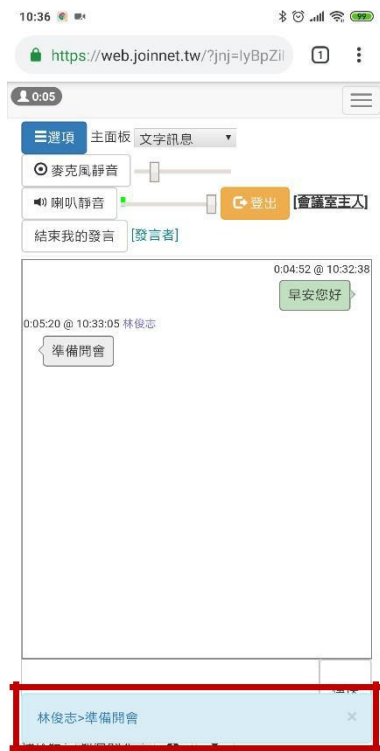 10:36
99
https://web.joinnet.tw/?jnj=IyBpZil
1
0:05
選項 主面板 文字訊息
麥克風靜音
喇叭靜音 登出 [會議室主人]
結束我的發言 [發言者]
0:04:52 @ 10:32:38
早安您好
0:05:20 @ 10:33:05 林俊志
準備開會
林俊志>準備開會 ×